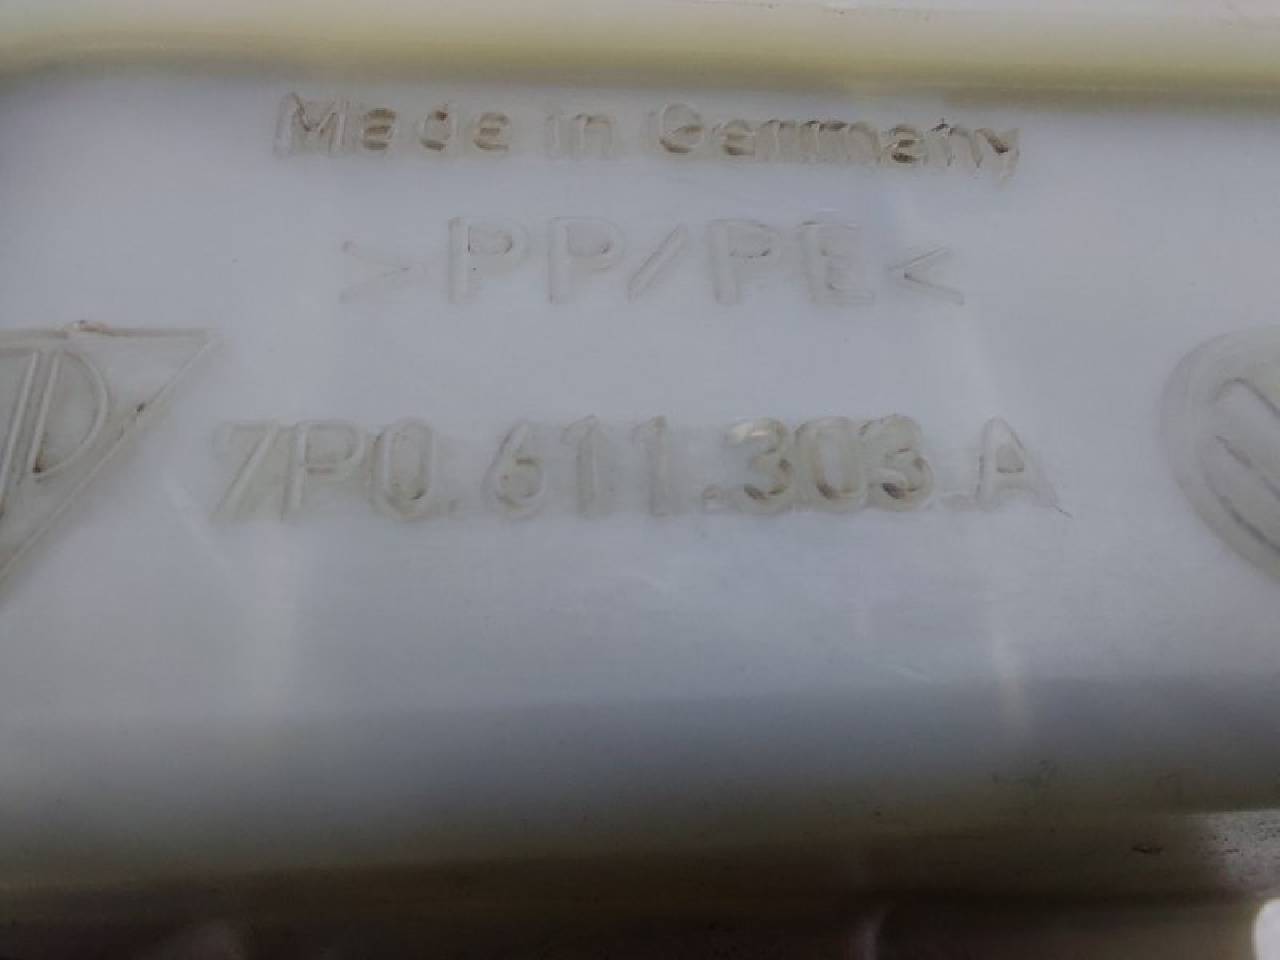 Made in Germany
>PP/PE<
7P0.611.303.A